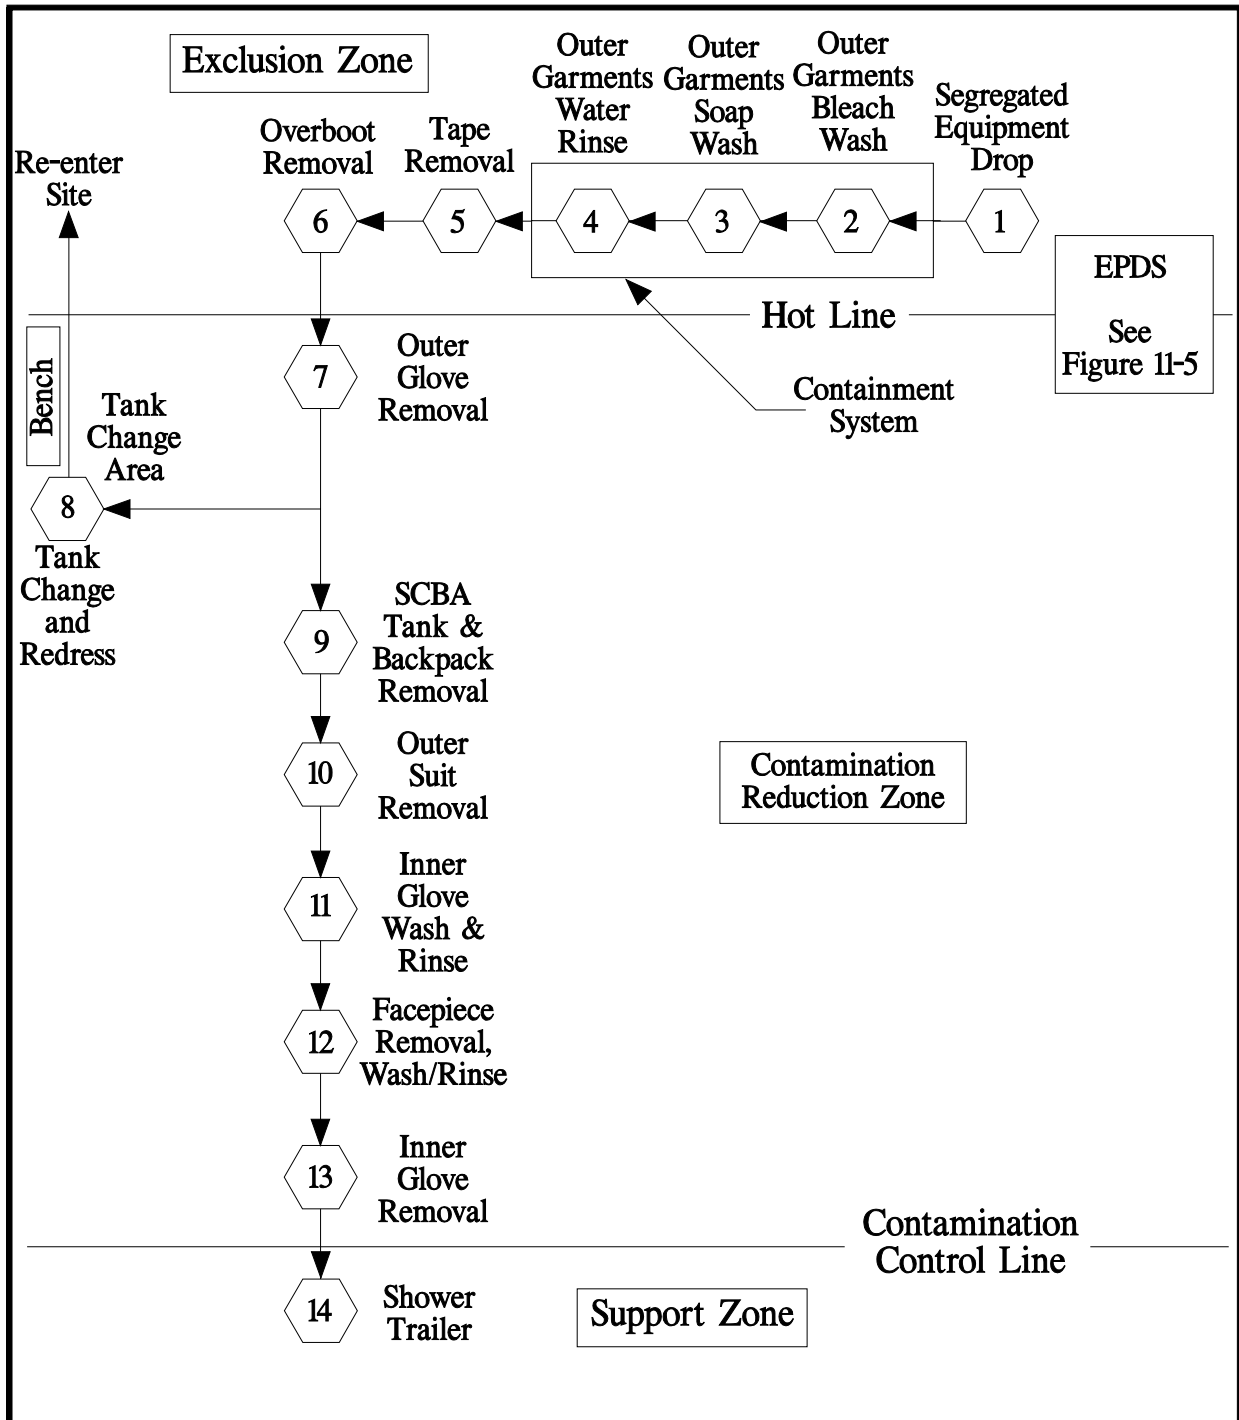 Exclusion Zone
Outer
Garments
Water
Rinse
Outer
Garments
Soap
Wash
Outer
Garments
Bleach
Wash
Segregated
Equipment
Drop
Overboot
Removal
Tape
Removal
Re-enter
Site
6
5
4
3
2
1
EPDS
See
Figure 11-5
Hot Line
Containment
System
Bench
7
Outer
Glove
Removal
Tank
Change
Area
8
Tank
Change
and
Redress
9
SCBA
Tank &
Backpack
Removal
10
Outer
Suit
Removal
Contamination
Reduction Zone
11
Inner
Glove
Wash &
Rinse
12
Facepiece
Removal,
Wash/Rinse
13
Inner
Glove
Removal
Contamination
Control Line
14
Shower
Trailer
Support Zone